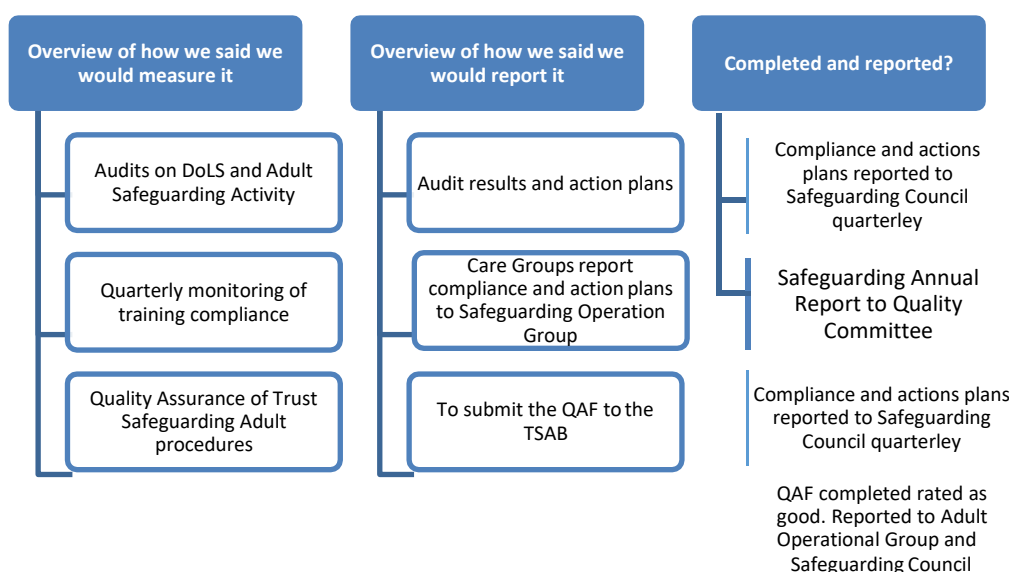 Overview of how we said we
would measure it
Audits on DoLS and Adult
Safeguarding Activity
Quarterly monitoring of
training compliance
Quality Assurance of Trust
Safeguarding Adult
procedures
Overview of how we said we
would report it
Audit results and action plans
Care Groups report
compliance and action plans
to Safeguarding Operation
Group
To submit the QAF to the
TSAB
Completed and reported?
Compliance and actions
plans reported to
Safeguarding Council
quarterley
Safeguarding Annual
Report to Quality
Committee
Compliance and actions plans
reported to Safeguarding
Council quarterley
QAF completed rated as
good. Reported to Adult
Operational Group and
Safeguarding Council